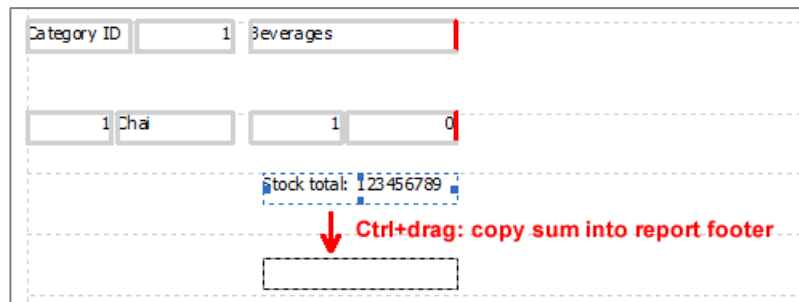 Category ID 1 Beverages
1 Chai 1 0
Stock total: 123456789
Ctrl+drag: copy sum into report footer